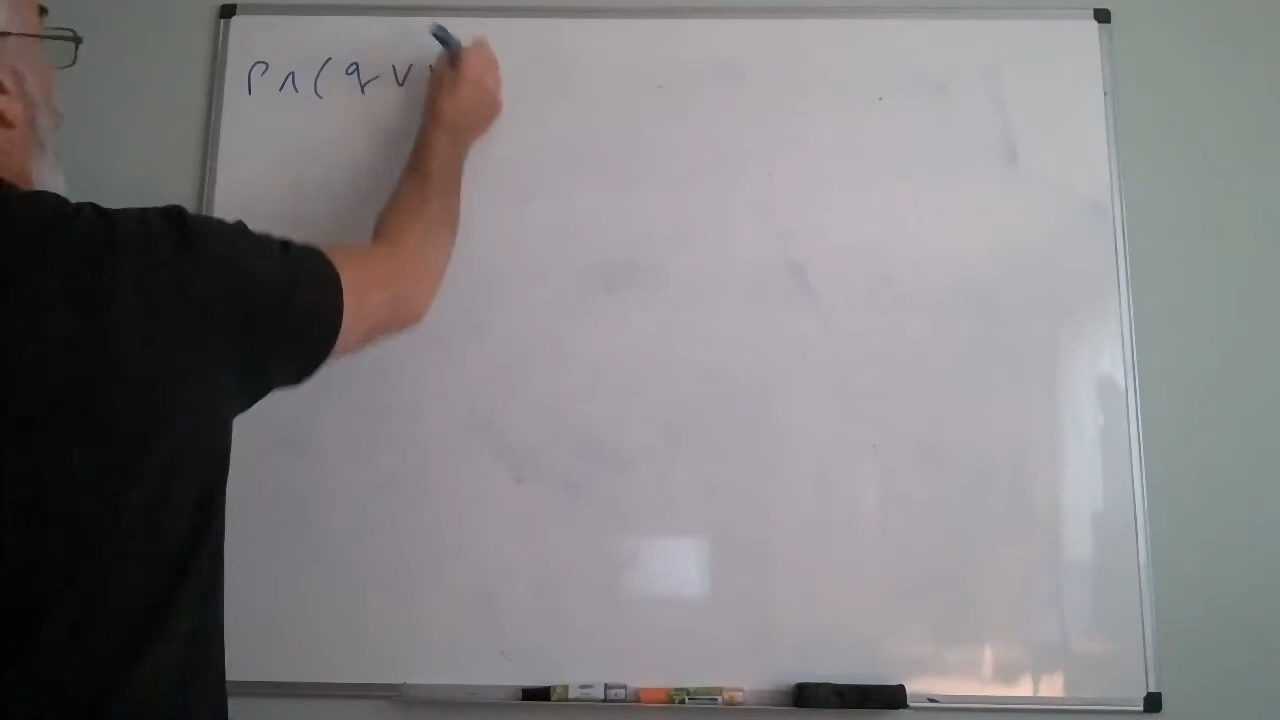 p ∧ ( q ∨